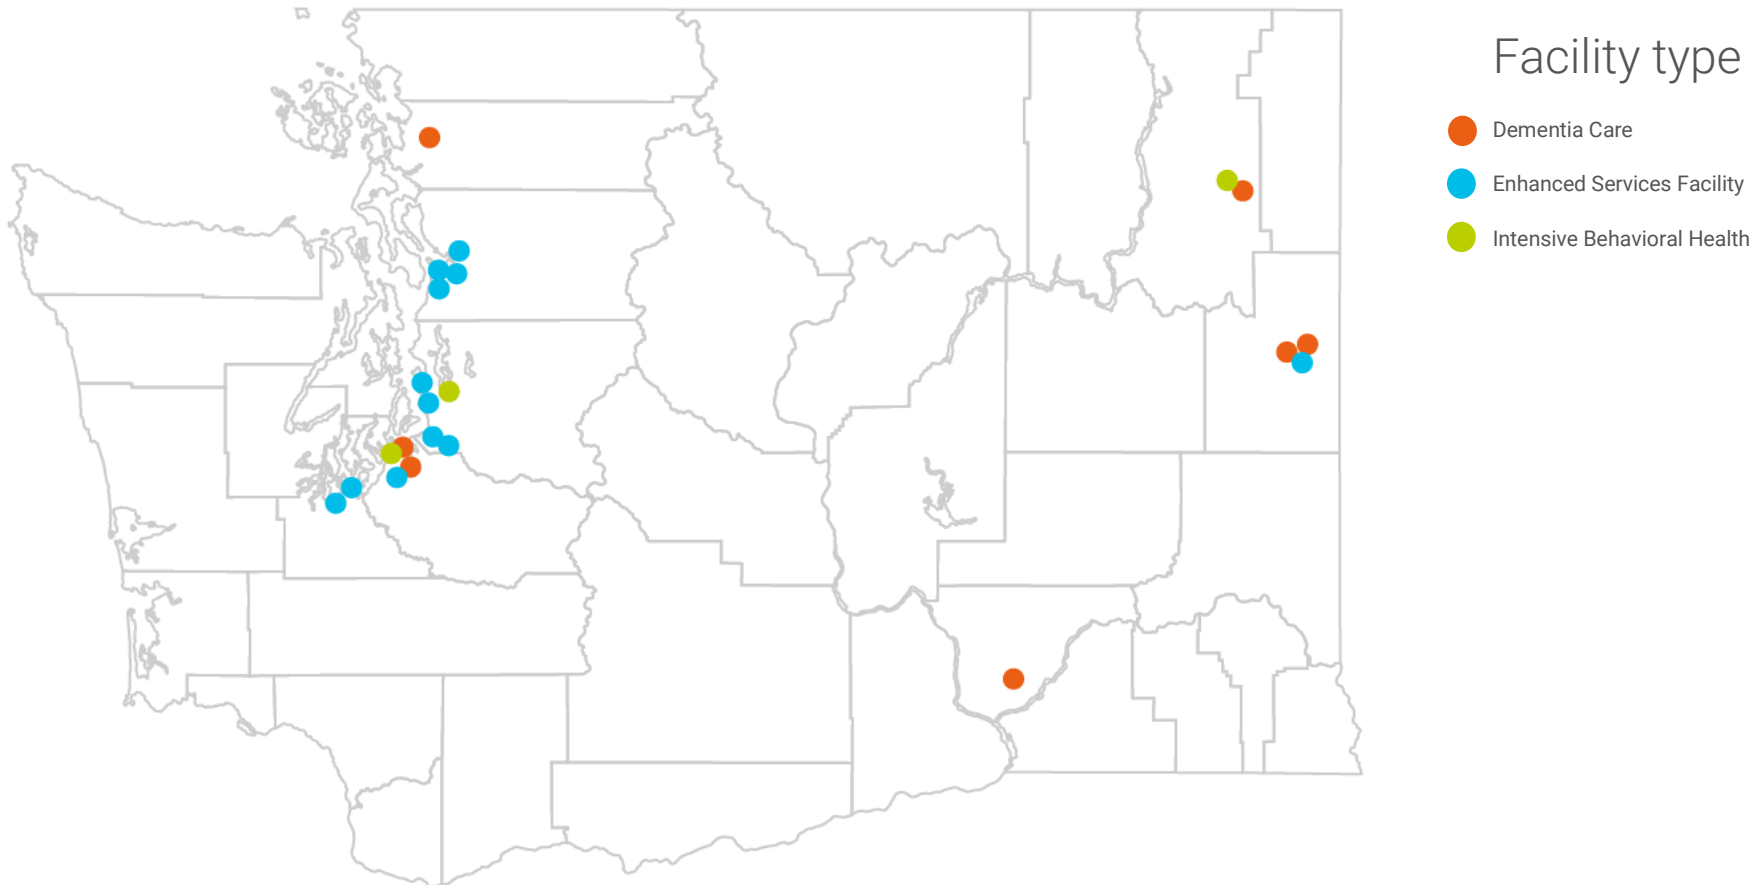 Facility type
Dementia Care
Enhanced Services Facility
Intensive Behavioral Health